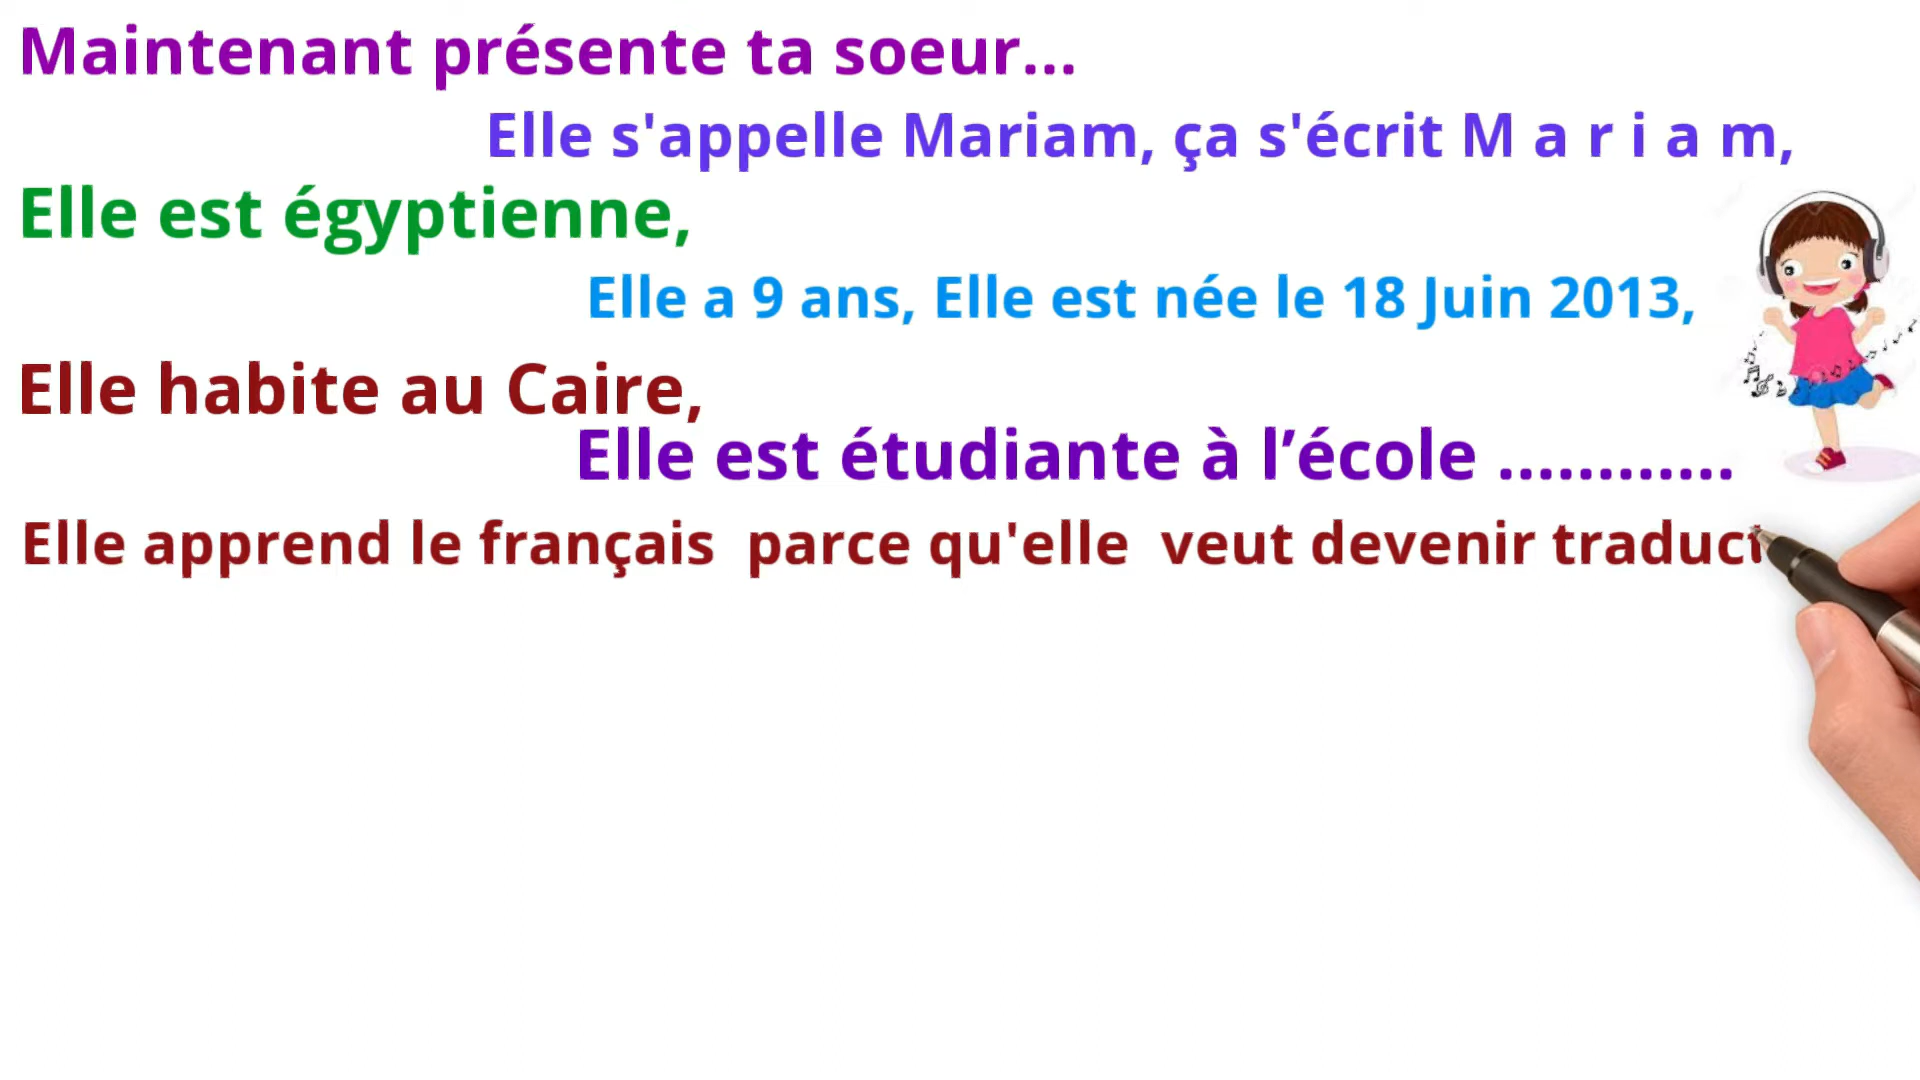 Maintenant présente ta soeur...
Elle s'appelle Mariam, ça s'écrit M a r i a m,
Elle est égyptienne,
Elle a 9 ans, Elle est née le 18 Juin 2013,
Elle habite au Caire,
Elle est étudiante à l’école ............
Elle apprend le français parce qu'elle veut devenir traduct